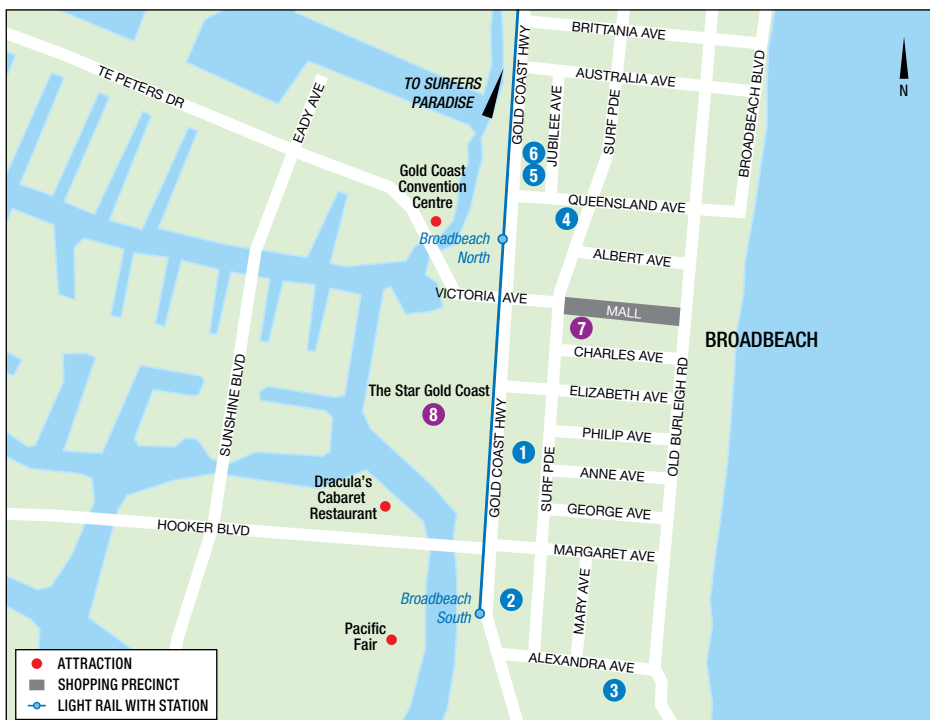 BRITTANIA AVE
TO SURFERS
PARADISE
AUSTRALIA AVE
TE PETERS DR
EADY AVE
GOLD COAST HWY
JUBILEE AVE
SURF PDE
BROADBEACH BLVD
N
6
5
Gold Coast
Convention
Centre
QUEENSLAND AVE
4
Broadbeach
North
ALBERT AVE
VICTORIA AVE
MALL
7
BROADBEACH
CHARLES AVE
The Star Gold Coast
8
ELIZABETH AVE
SUNSHINE BLVD
GOLD COAST HWY
1
SURF PDE
PHILIP AVE
OLD BURLEIGH RD
ANNE AVE
Dracula's
Cabaret
Restaurant
GEORGE AVE
HOOKER BLVD
MARGARET AVE
Broadbeach
South
2
MARY AVE
Pacific
Fair
ALEXANDRA AVE
3
ATTRACTION
SHOPPING PRECINCT
LIGHT RAIL WITH STATION